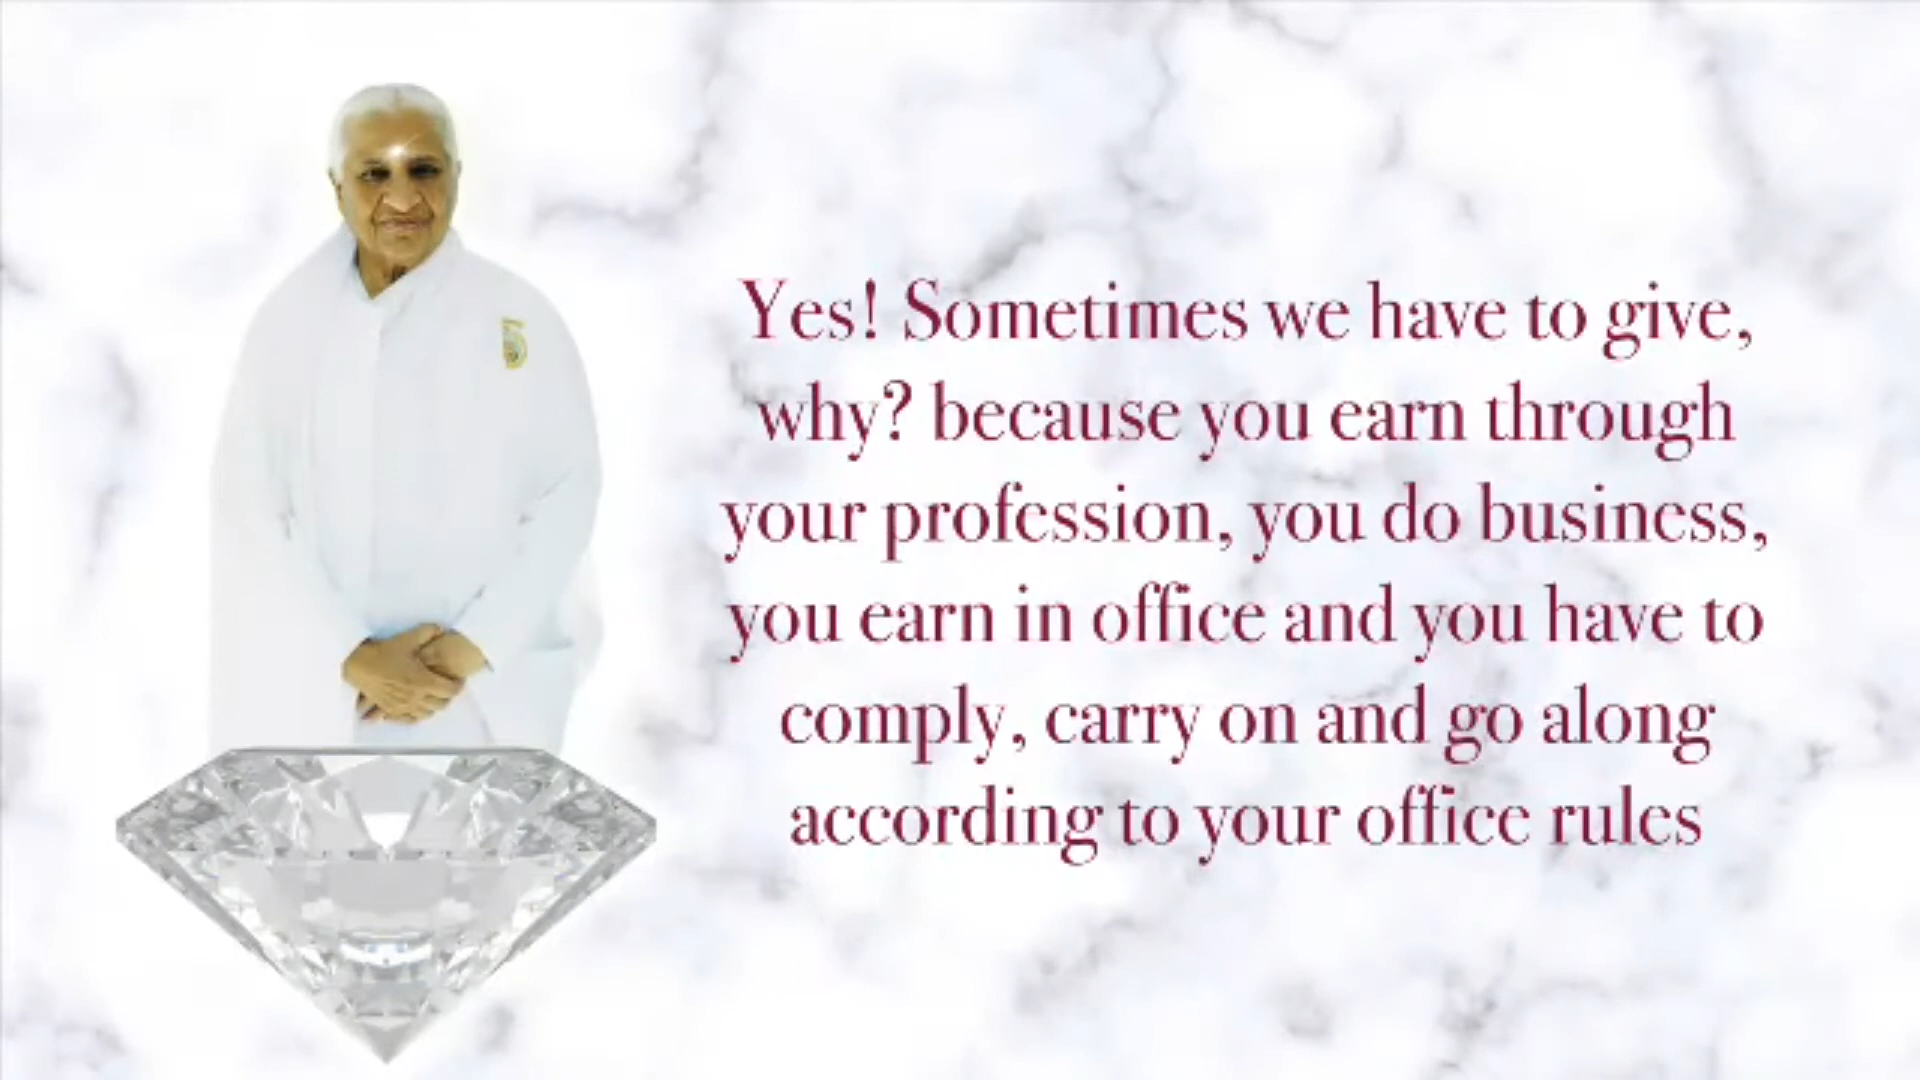 Yes! Sometimes we have to give,
why? because you earn through
your profession, you do business,
you earn in office and you have to
comply, carry on and go along
according to your office rules